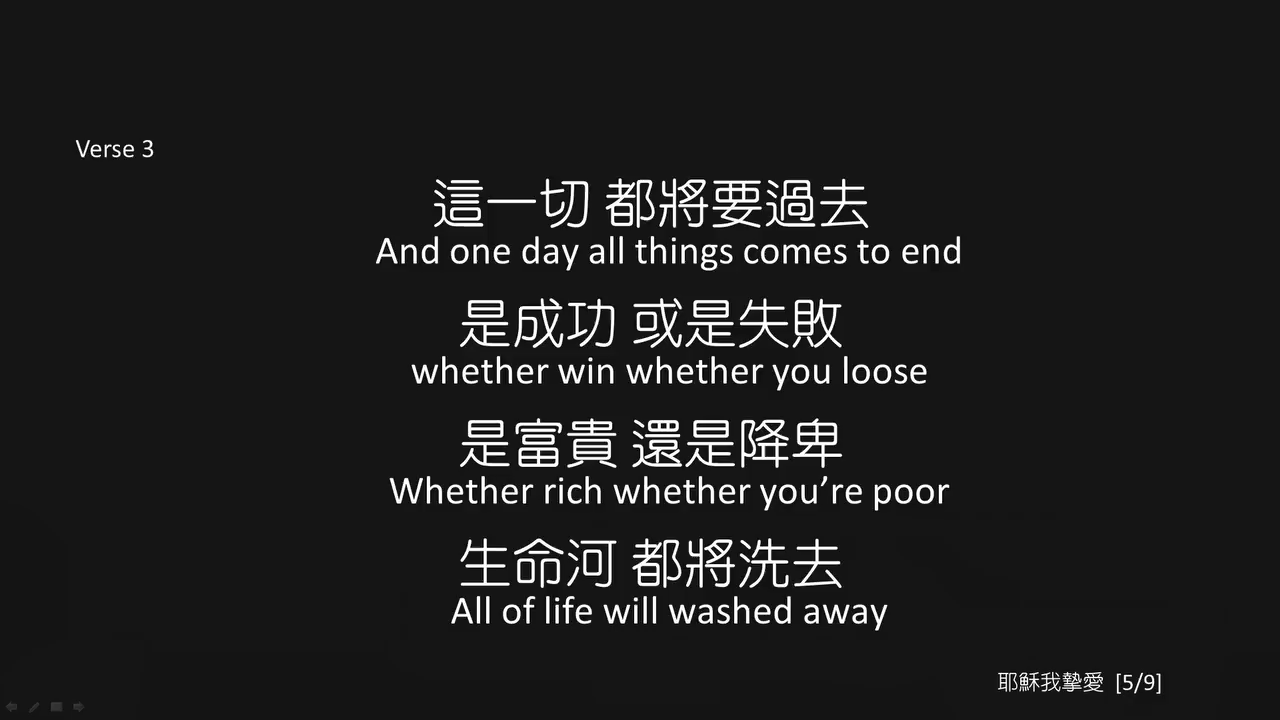 Verse 3
這一切 都將要過去
And one day all things comes to end
是成功 或是失敗
whether win whether you loose
是富貴 還是降卑
Whether rich whether you’re poor
生命河 都將洗去
All of life will washed away
耶穌我摯愛 [5/9]